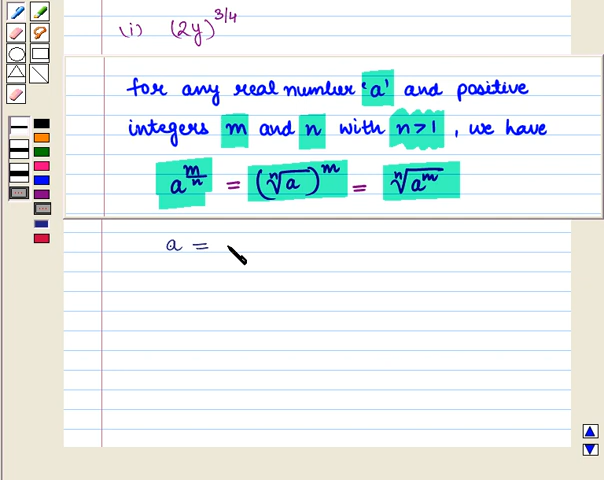 (i) (2y)^{3/4}
for any real number 'a' and positive
integers m and n with n>1, we have
a^{m/n} = (ⁿ√a)^m = ⁿ√(a^m)
a =